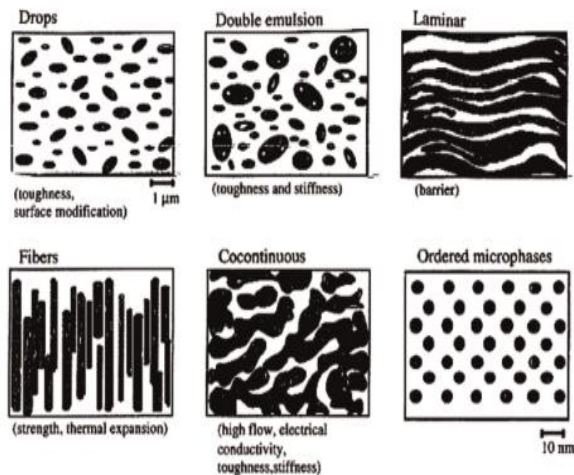 Drops
Double emulsion
Laminar
(toughness,
surface modification)
1 μm
(toughness and stiffness)
(barrier)
Fibers
Cocontinuous
Ordered microphases
(strength, thermal expansion)
(high flow, electrical
conductivity,
toughness,stiffness)
10 nm